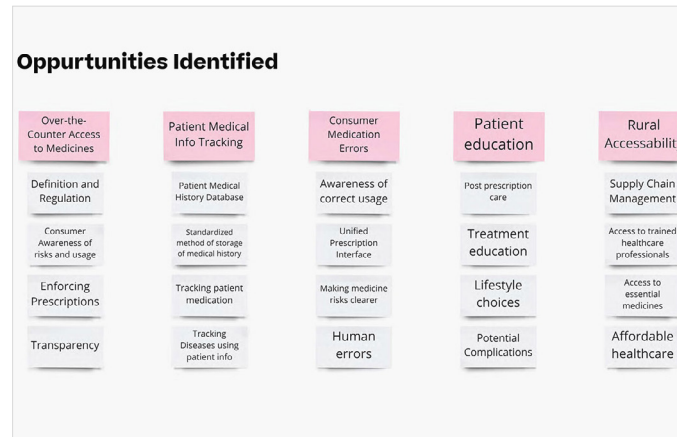 Oppurtunities Identified
Over-the-
Counter Access
to Medicines
Definition and
Regulation
Consumer
Awareness of
risks and usage
Enforcing
Prescriptions
Transparency
Patient Medical
Info Tracking
Patient Medical
History Database
Standardized
method of storage
of medical history
Tracking patient
medication
Tracking
Diseases using
patient info
Consumer
Medication
Errors
Awareness of
correct usage
Unified
Prescription
Interface
Making medicine
risks clearer
Human
errors
Patient
education
Post prescription
care
Treatment
education
Lifestyle
choices
Potential
Complications
Rural
Accessabilit
Supply Chain
Management
Access to trained
healthcare
professionals
Access to
essential
medicines
Affordable
healthcare